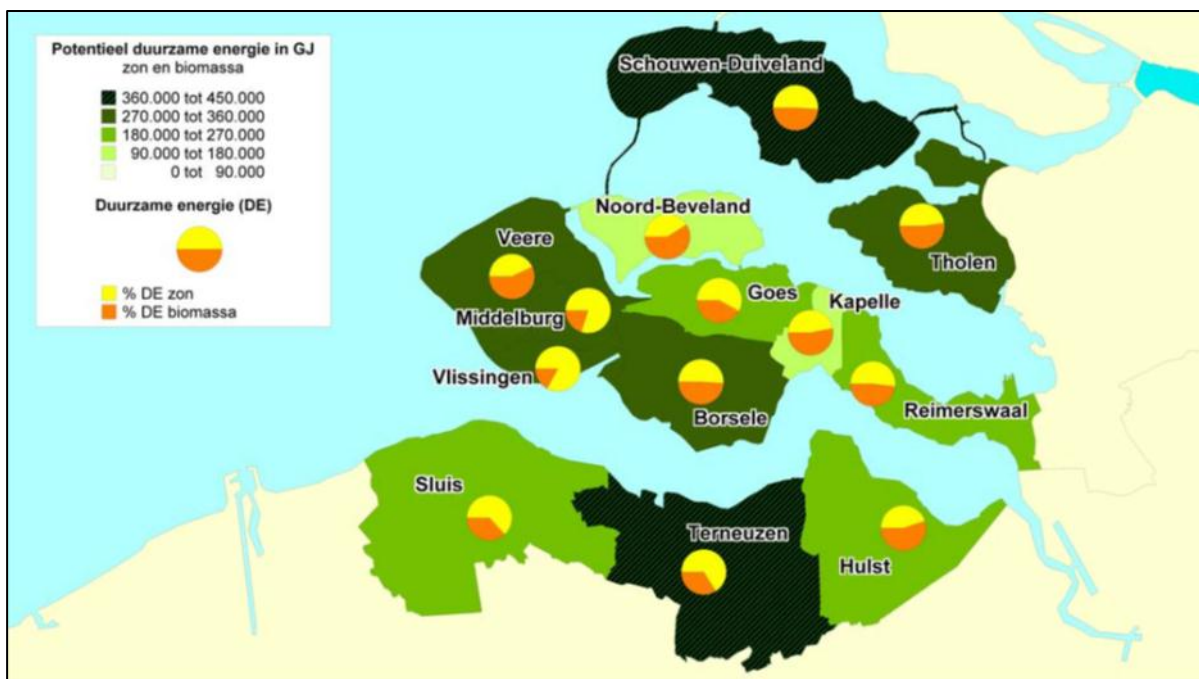 Potentieel duurzame energie in GJ
zon en biomassa
360.000 tot 450.000
270.000 tot 360.000
180.000 tot 270.000
90.000 tot 180.000
0 tot 90.000
Duurzame energie (DE)
% DE zon
% DE biomassa
Schouwen-Duiveland
Noord-Beveland
Veere
Tholen
Goes
Kapelle
Middelburg
Vlissingen
Borsele
Reimerswaal
Sluis
Terneuzen
Hulst